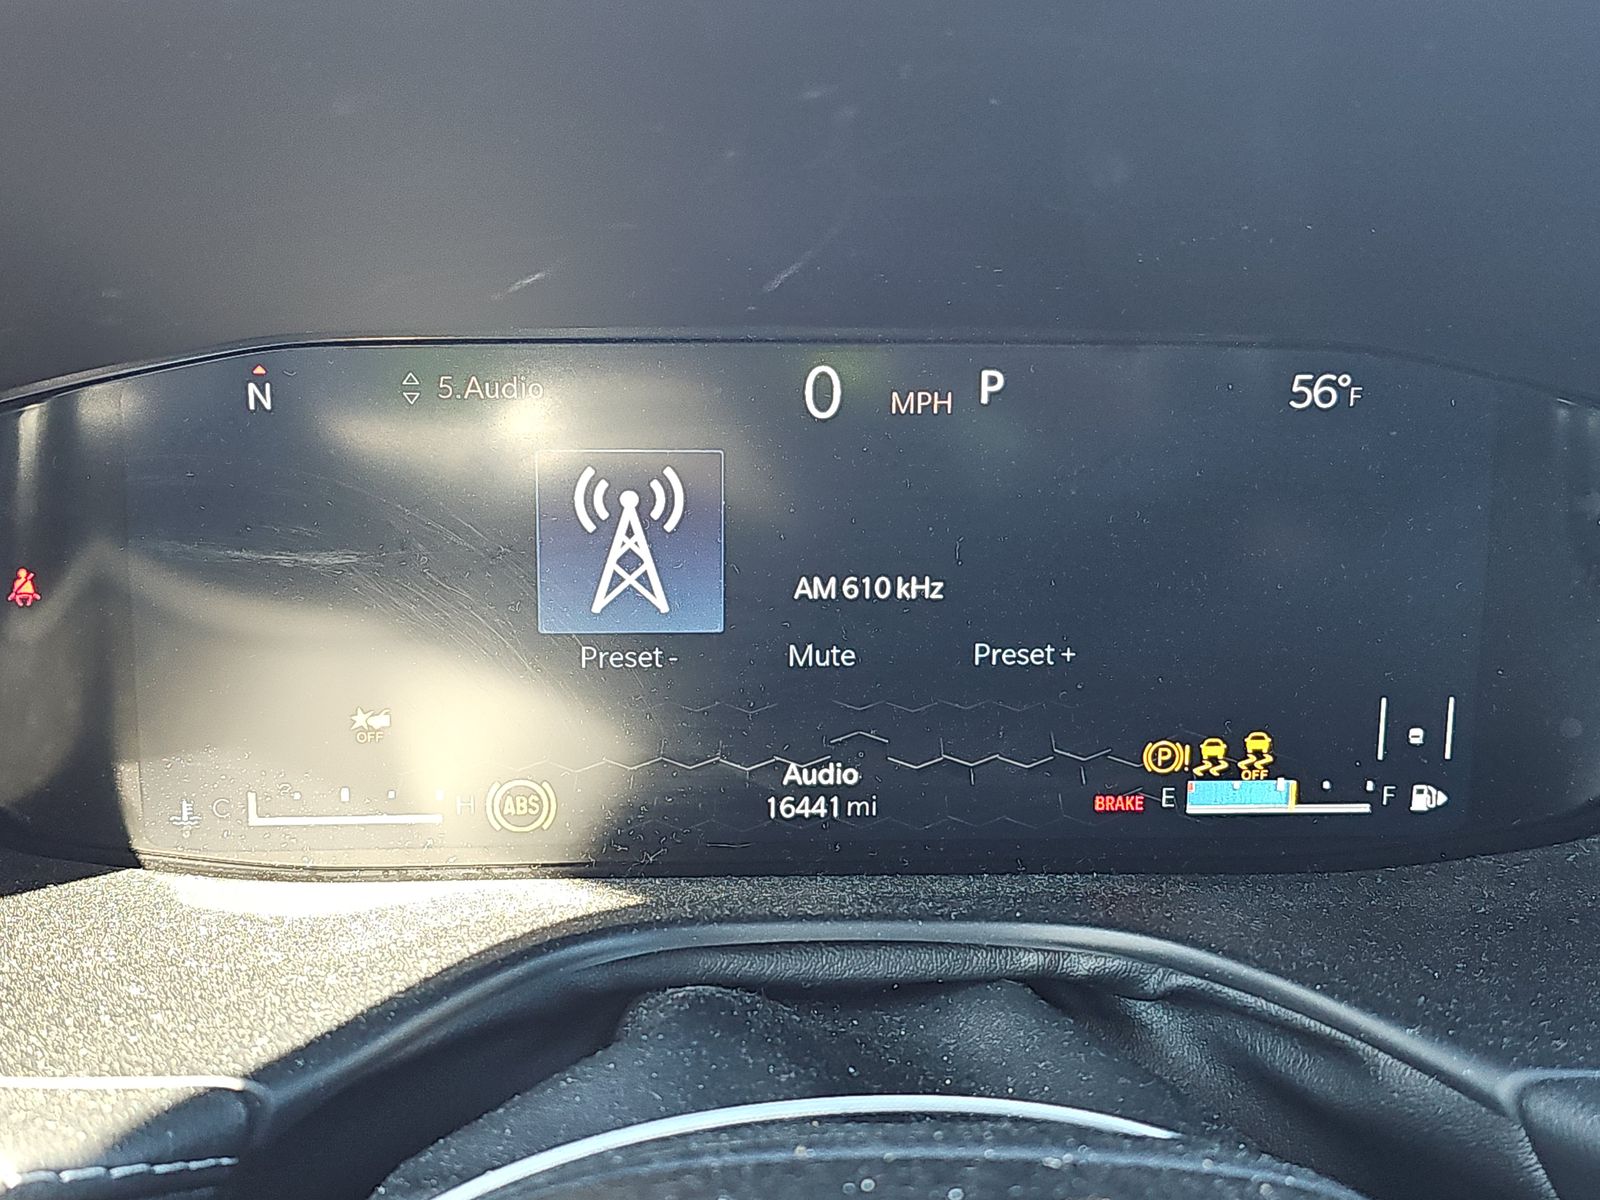 N
5.Audio
0 MPH P
56°F
AM 610 kHz
Preset - Mute Preset +
OFF
P! OFF
C H ABS
Audio
16441 mi
BRAKE E F